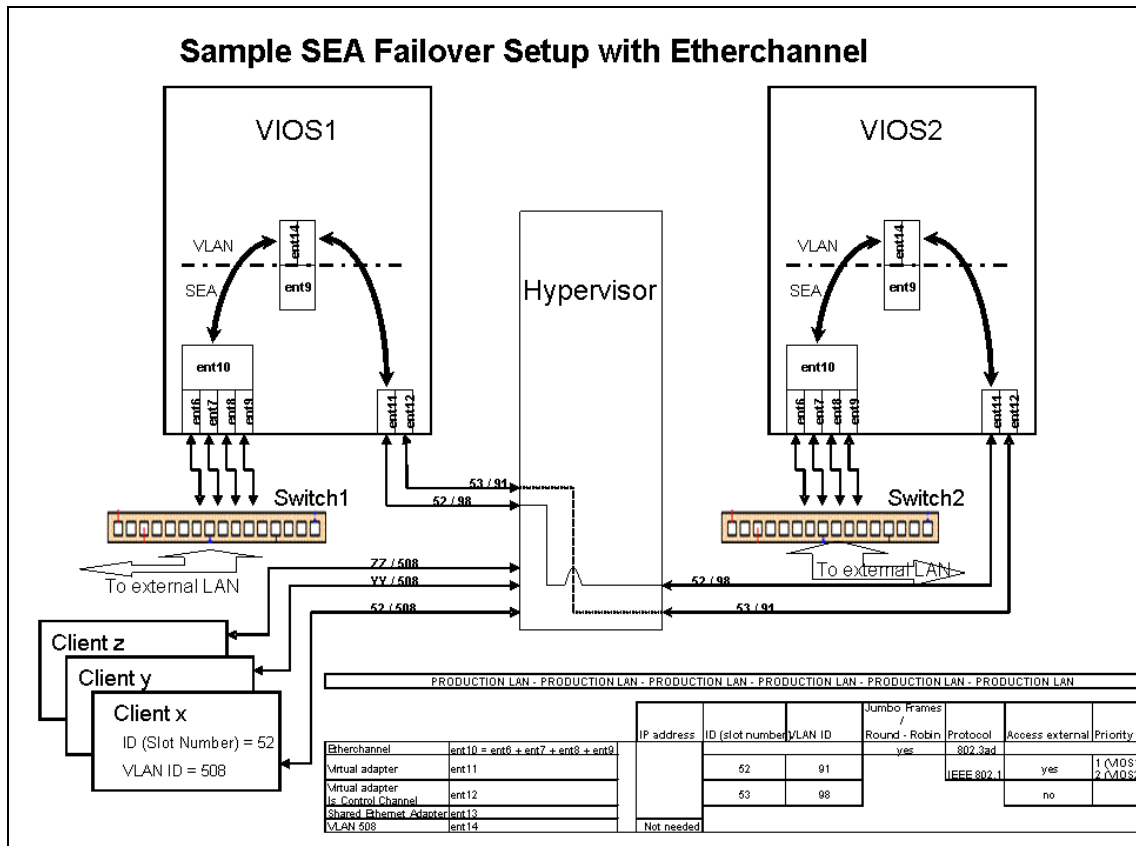 Sample SEA Failover Setup with Etherchannel
VIOS1
VLAN
ent14
SEA
ent9
ent10
ent6
ent7
ent8
ent9
ent11
ent12
Switch1
To external LAN
Hypervisor
VIOS2
VLAN
ent14
SEA
ent9
ent10
ent6
ent7
ent8
ent9
ent11
ent12
Switch2
To external LAN
53 / 91
52 / 98
ZZ / 508
YY / 508
52 / 508
52 / 98
53 / 91
Client z
Client y
Client x
ID (Slot Number) = 52
VLAN ID = 508
PRODUCTION LAN - PRODUCTION LAN - PRODUCTION LAN - PRODUCTION LAN - PRODUCTION LAN - PRODUCTION LAN
IP address
ID (slot number)
VLAN ID
Jumbo Frames
/
Round - Robin
Protocol
Access external
Priority
Etherchannel
ent10 = ent6 + ent7 + ent8 + ent9
yes
802.3ad
Virtual adapter
ent11
52
91
IEEE 802.1
yes
1 (VIOS1
2 (VIOS2
Virtual adapter
Is Control Channel
ent12
53
98
no
Shared Ethernet Adapter
ent13
VLAN 508
ent14
Not needed